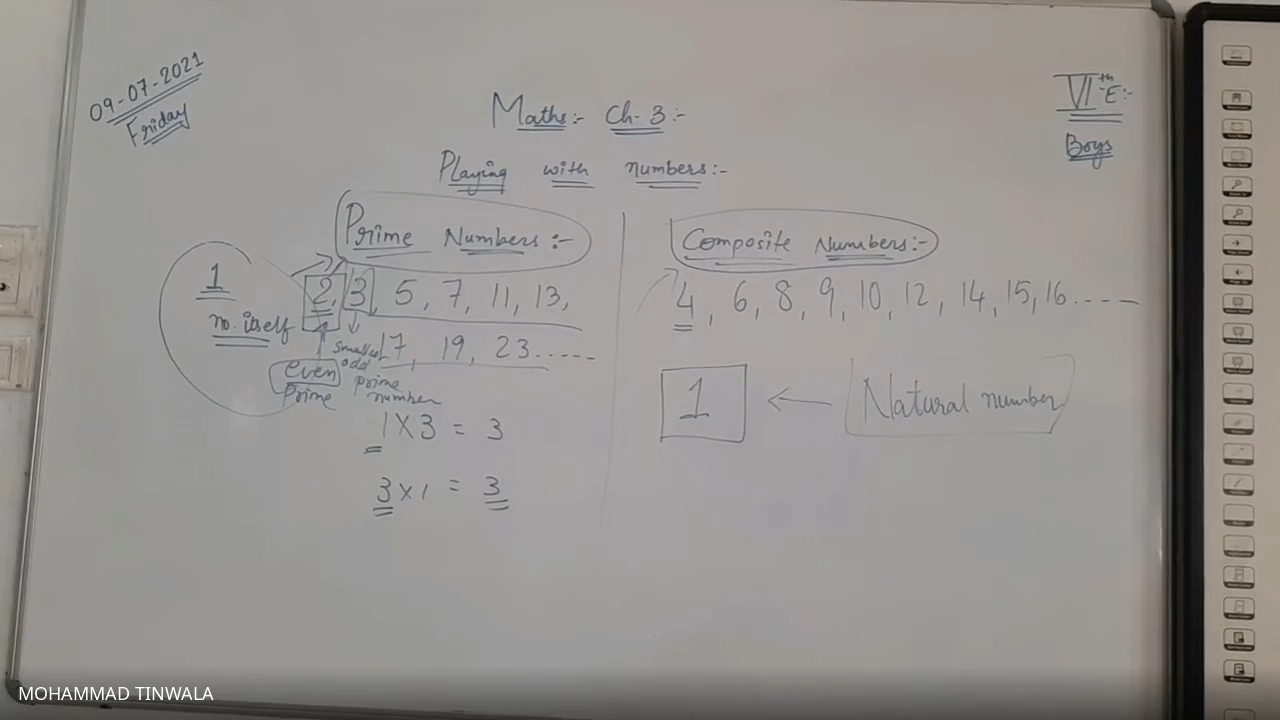 09-07-2021
Friday
Maths:- Ch-3:-
VIth-E:-
Boys
Playing with numbers:-
Prime Numbers:-
1
no. itself
2, 3, 5, 7, 11, 13,
17, 19, 23.....
even
prime
smallest
odd
prime
number
1X3 = 3
3x1 = 3
Composite Numbers:-
4, 6, 8, 9, 10, 12, 14, 15, 16....
1 ← Natural number
MOHAMMAD TINWALA